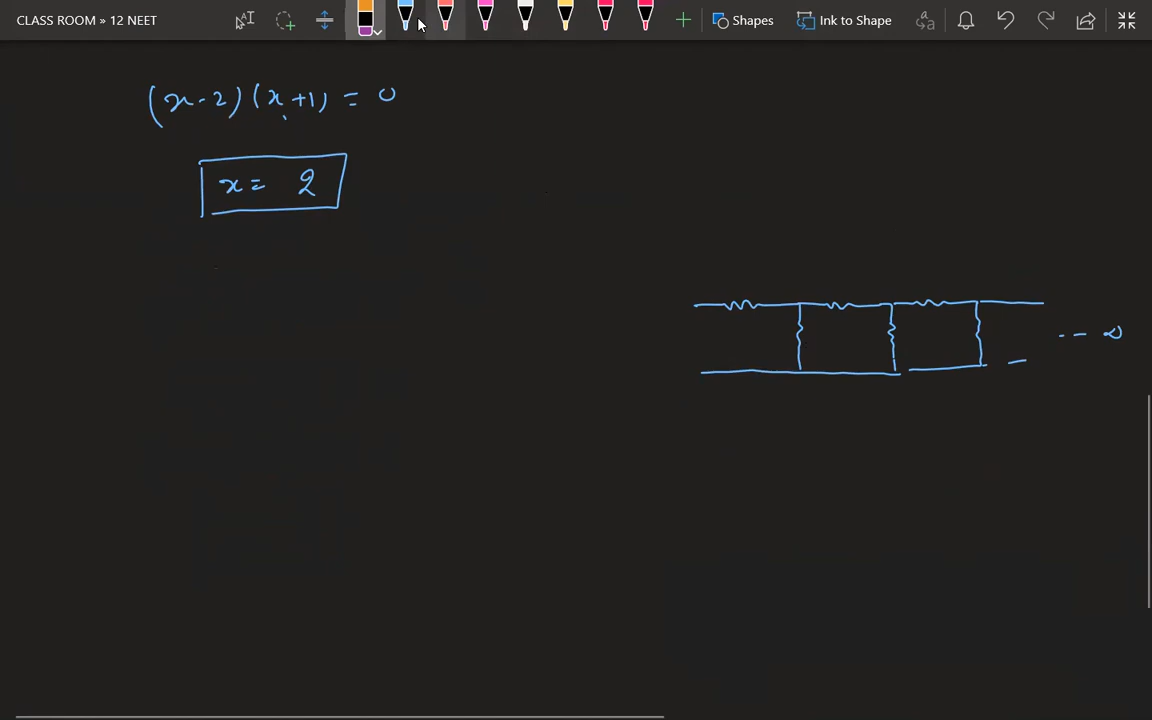 CLASS ROOM » 12 NEET
Shapes
Ink to Shape
(x-2) (x+1) = 0
x = 2
-- ∞